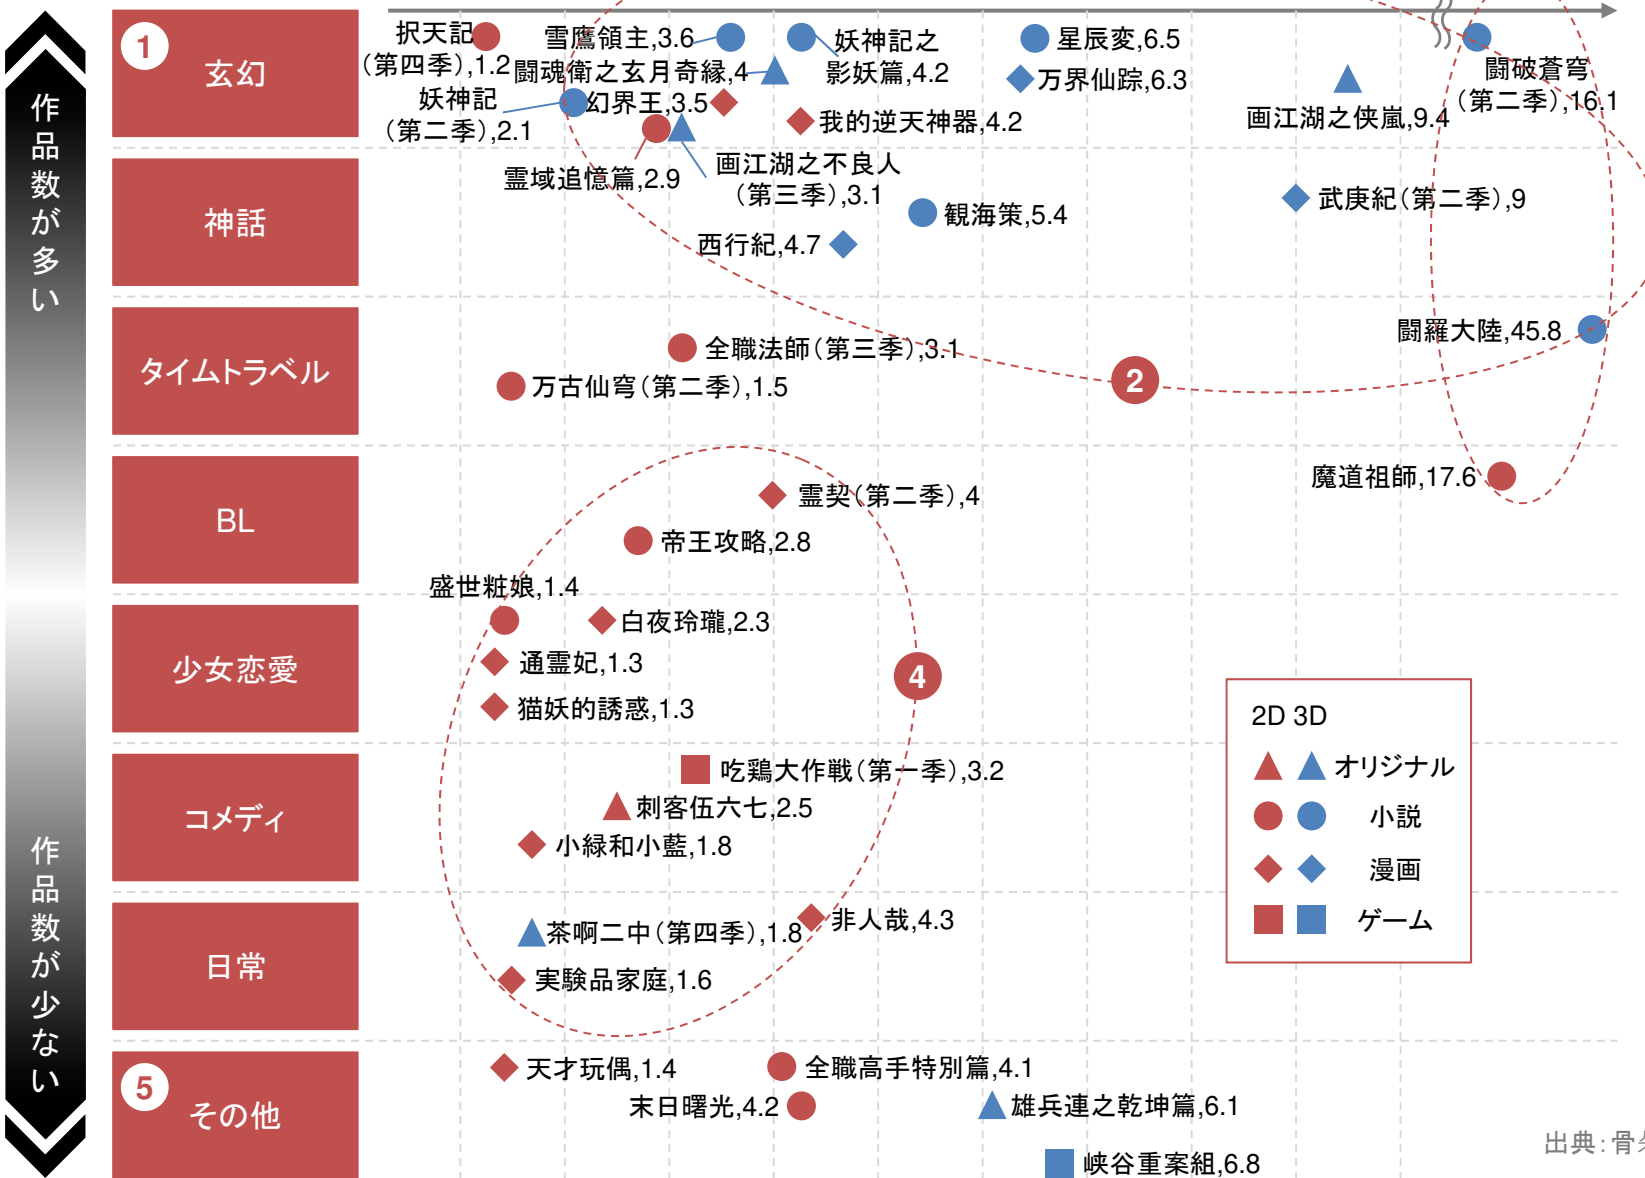 作品数が多い
作品数が少ない
1
玄幻
択天記
(第四季),1.2
雪鷹領主,3.6
妖神記之
影妖篇,4.2
星辰変,6.5
闘魂衛之玄月奇縁,4
万界仙踪,6.3
闘破蒼穹
(第二季),16.1
妖神記
(第二季),2.1
幻界王,3.5
我的逆天神器,4.2
画江湖之侠嵐,9.4
霊域追憶篇,2.9
画江湖之不良人
(第三季),3.1
神話
武庚紀(第二季),9
観海策,5.4
西行紀,4.7
タイムトラベル
闘羅大陸,45.8
全職法師(第三季),3.1
万古仙穹(第二季),1.5
2
BL
魔道祖師,17.6
霊契(第二季),4
帝王攻略,2.8
少女恋愛
盛世粧娘,1.4
白夜玲瓏,2.3
通霊妃,1.3
猫妖的誘惑,1.3
4
コメディ
吃鶏大作戦(第一季),3.2
刺客伍六七,2.5
小緑和小藍,1.8
日常
非人哉,4.3
茶啊二中(第四季),1.8
実験品家庭,1.6
2D 3D
オリジナル
小説
漫画
ゲーム
5
その他
天才玩偶,1.4
全職高手特別篇,4.1
末日曙光,4.2
雄兵連之乾坤篇,6.1
峡谷重案組,6.8
出典:骨